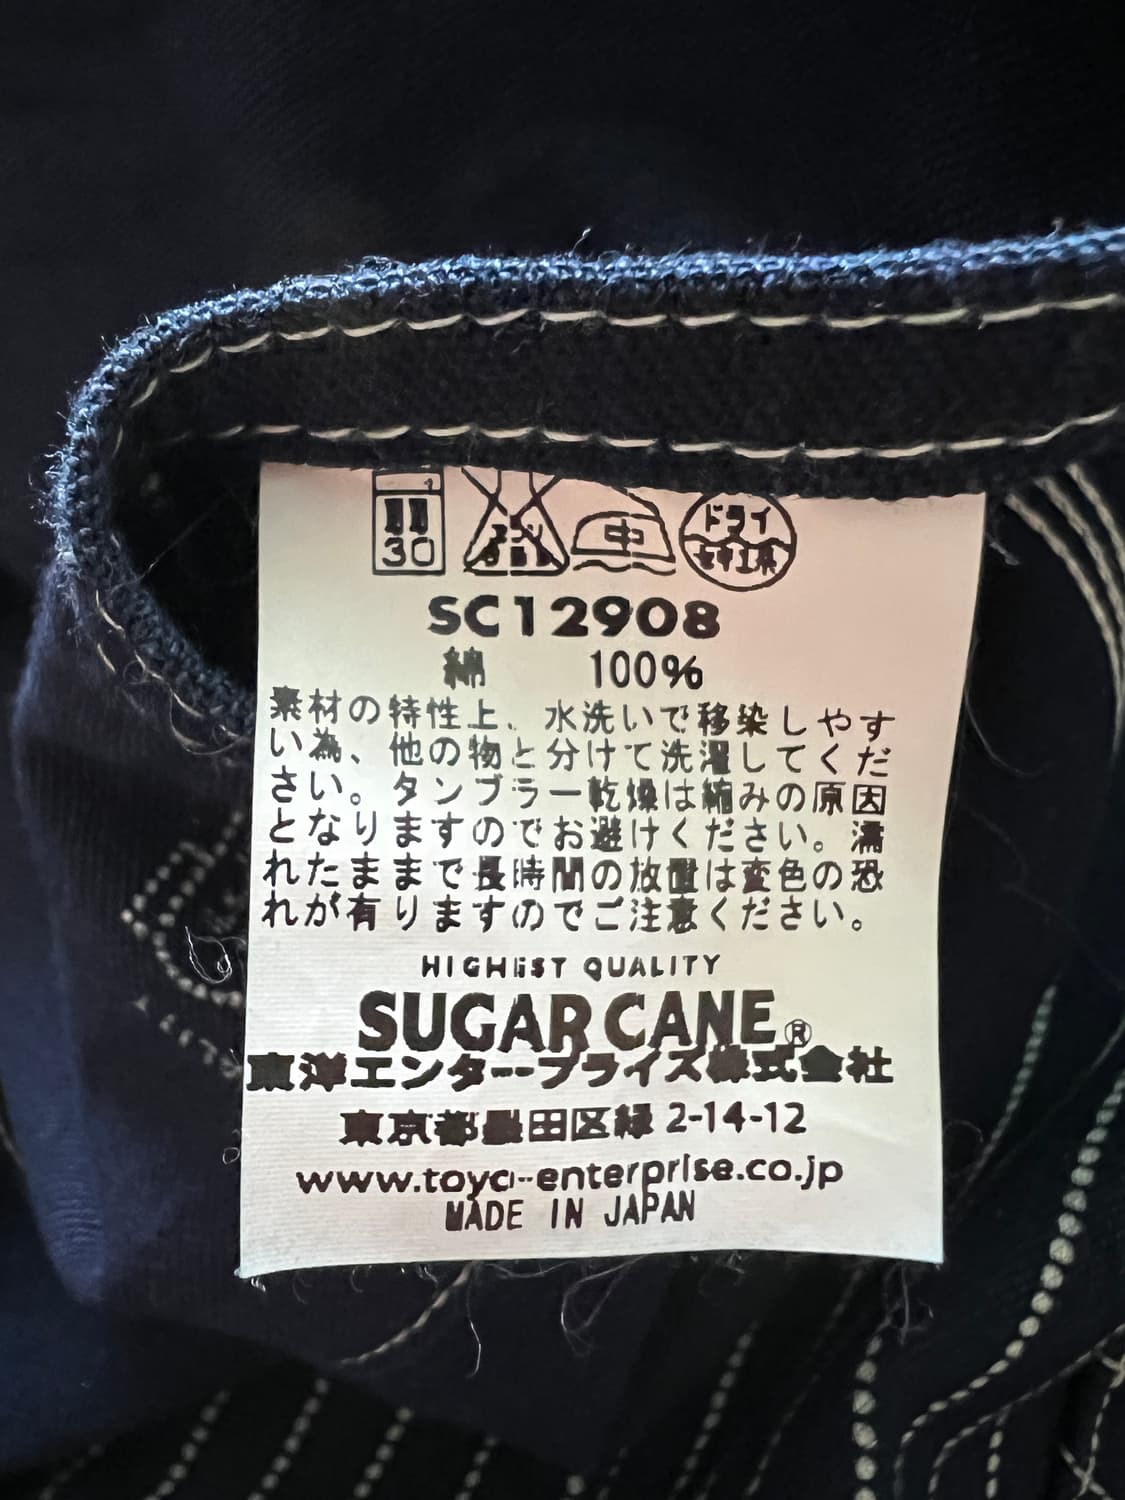 30
中
ドライ
セキユ系
SC12908
綿 100%
素材の特性上、水洗いで移染しやす
い為、他の物と分けて洗濯してくだ
さい。タンブラー乾燥は縮みの原因
となりますのでお避けください。濡
れたままで長時間の放置は変色の恐
れが有りますのでご注意ください。
HIGHEST QUALITY
SUGAR CANE®
東洋エンタープライズ株式会社
東京都墨田区緑 2-14-12
www.toyo-enterprise.co.jp
MADE IN JAPAN